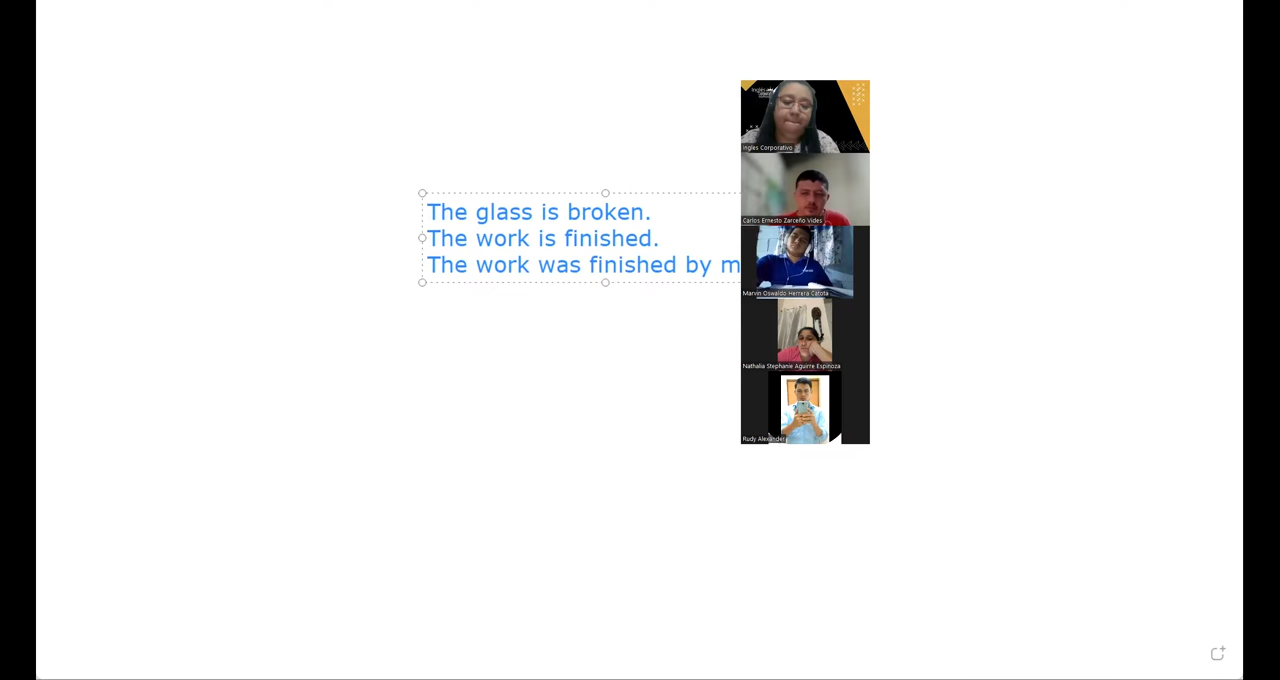 The glass is broken.
The work is finished.
The work was finished by m
Inglés
Ingles Corporativo
Carlos Ernesto Zarceño Vides
Marvin Oswaldo Herrera Catota
Nathalia Stephanie Aguirre Espinoza
Rudy Alexander